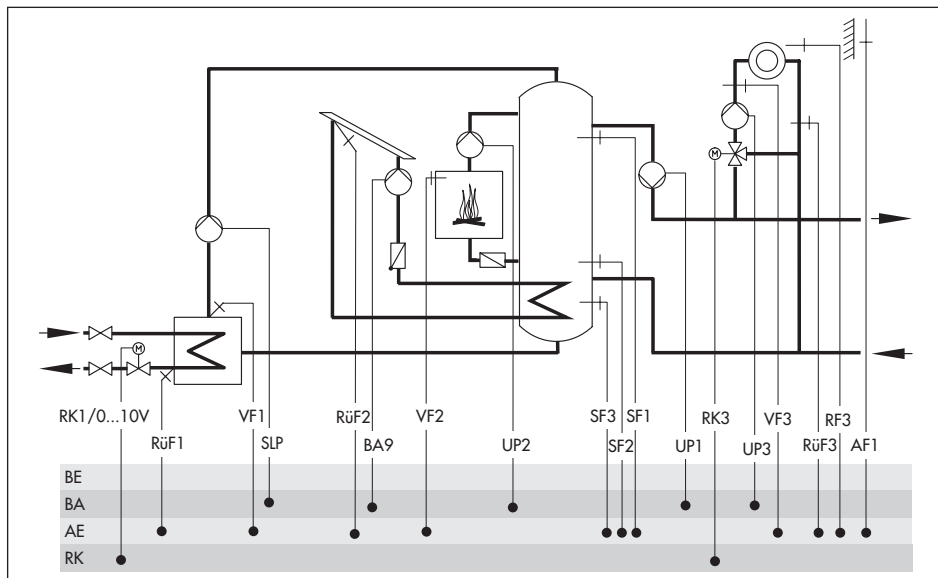 M
M
RK1/0...10V
VF1
RüF2
VF2
SF3
SF1
RK3
VF3
RF3
RüF1
SLP
BA9
UP2
SF2
UP1
UP3
RüF3
AF1
BE
BA
AE
RK